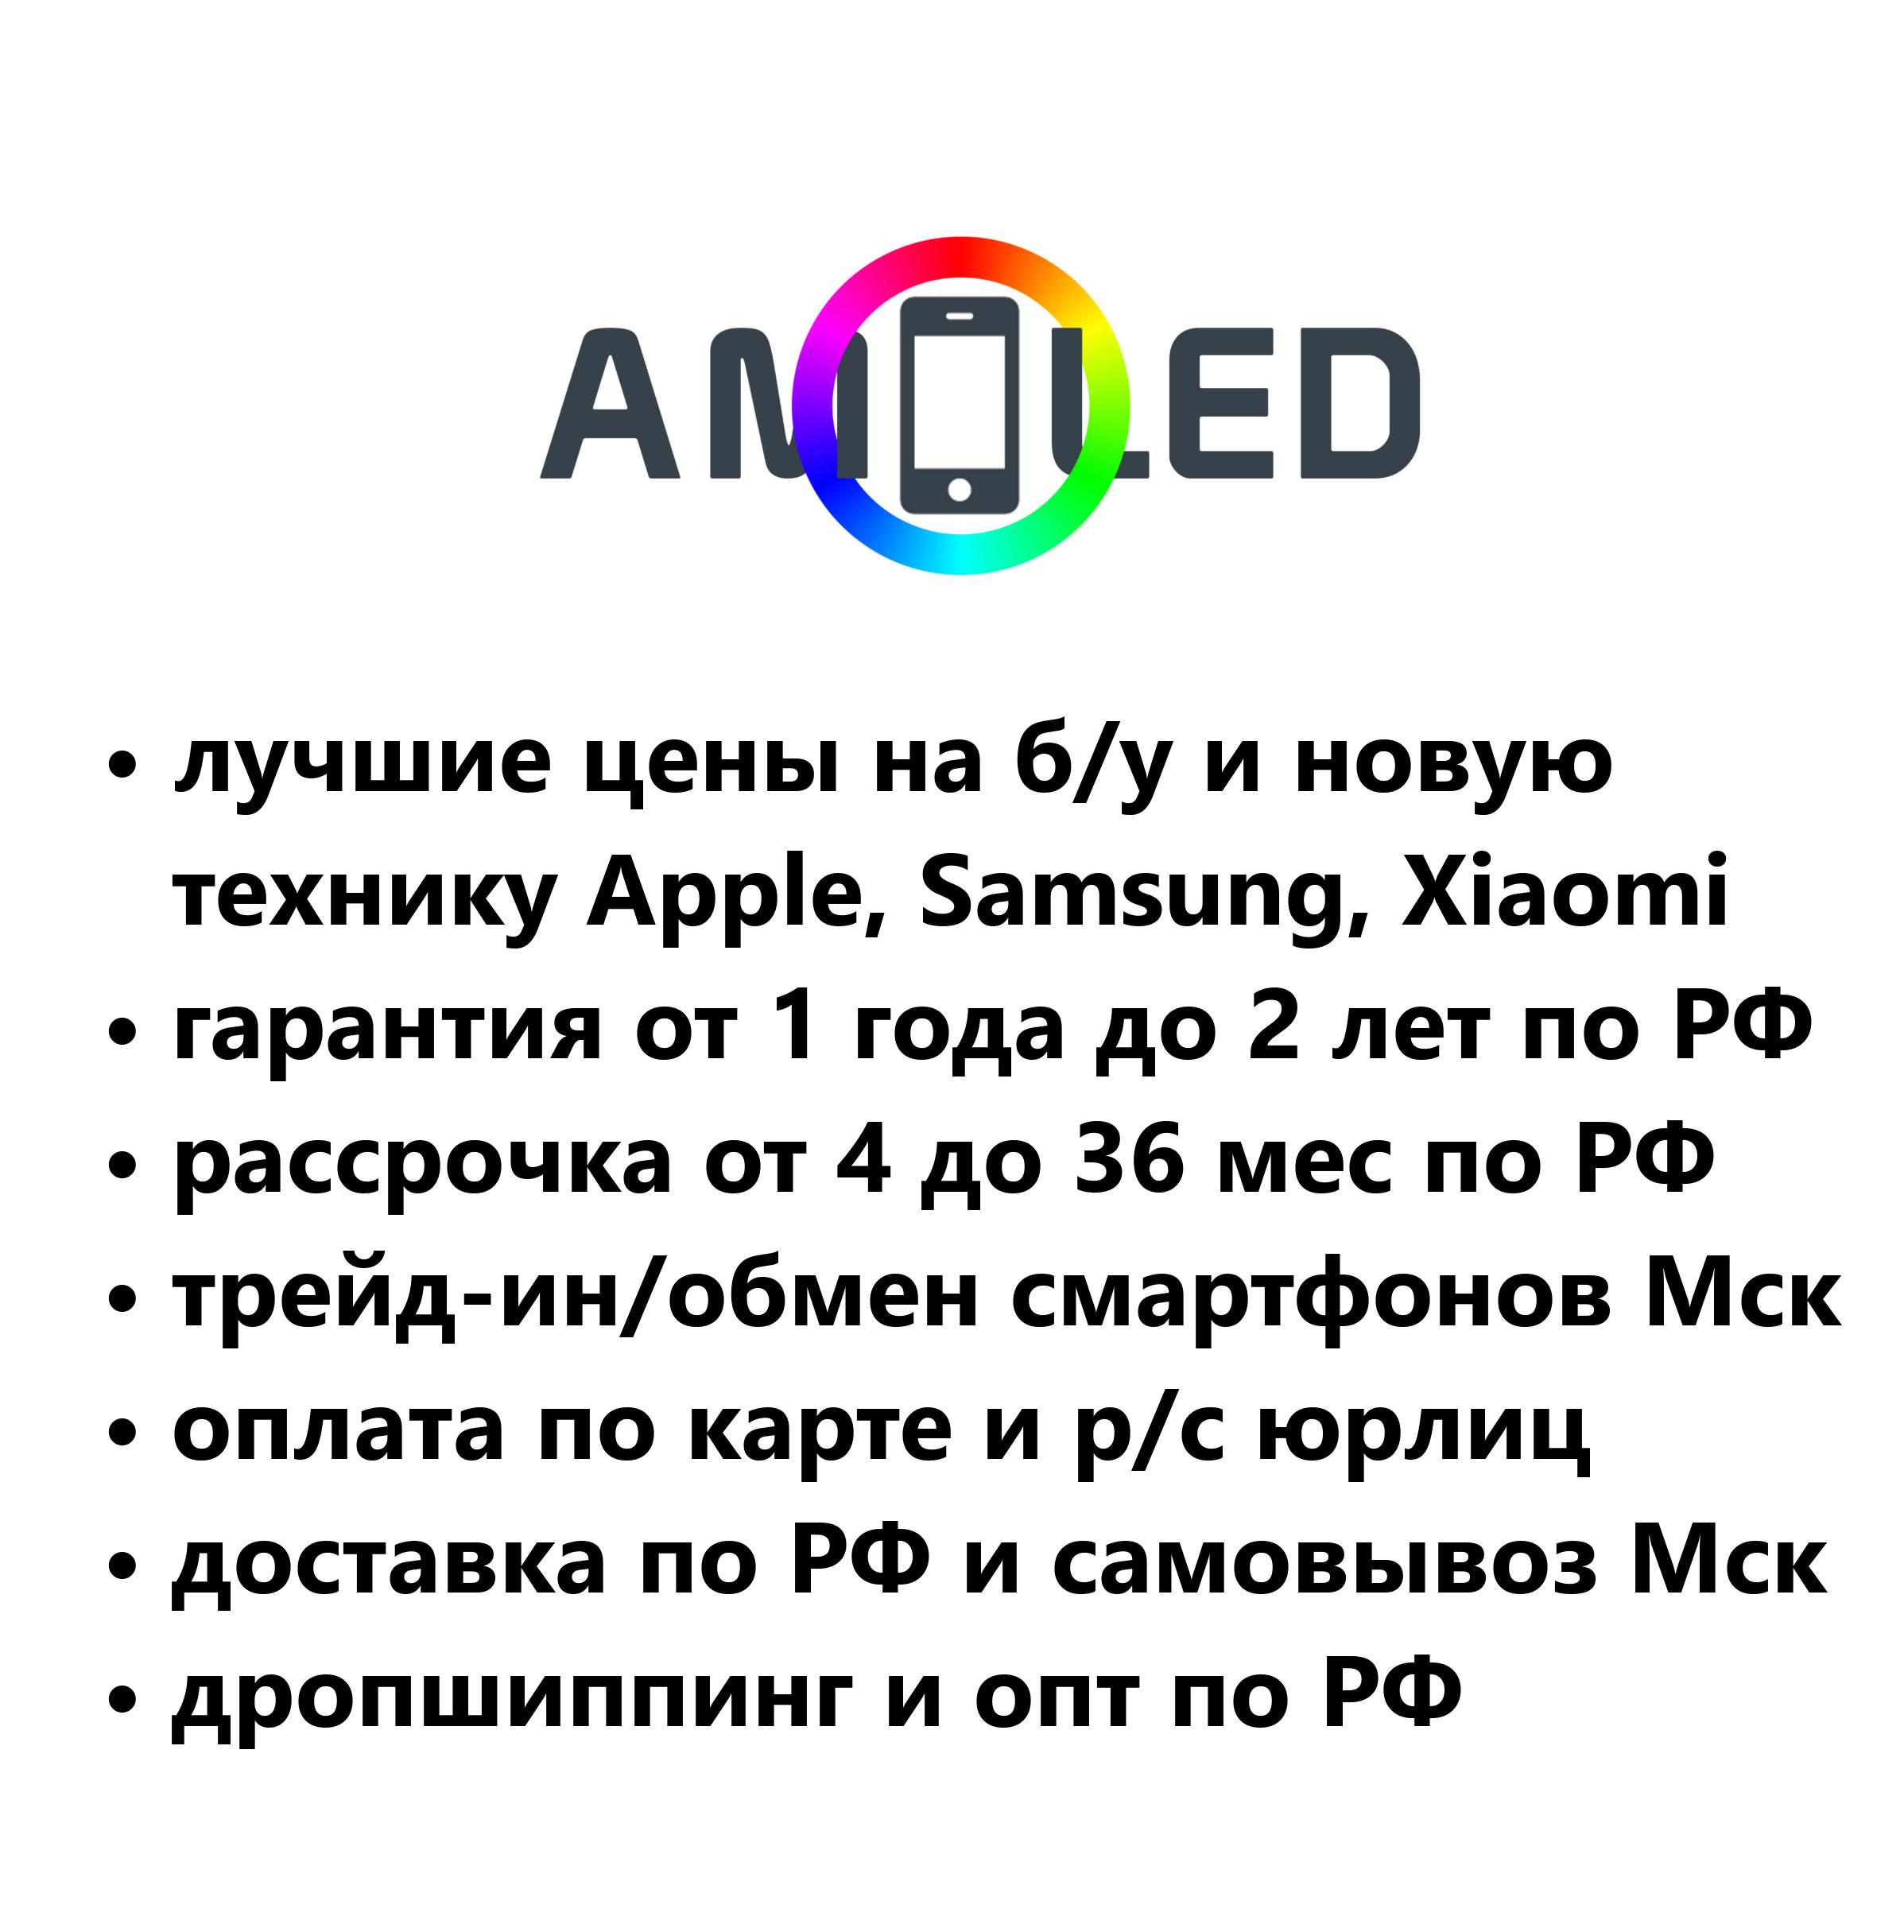 AMOLED
• лучшие цены на б/у и новую
технику Apple, Samsung, Xiaomi
• гарантия от 1 года до 2 лет по РФ
• рассрочка от 4 до 36 мес по РФ
• трейд-ин/обмен смартфонов Мск
• оплата по карте и р/с юрлиц
• доставка по РФ и самовывоз Мск
• дропшиппинг и опт по РФ